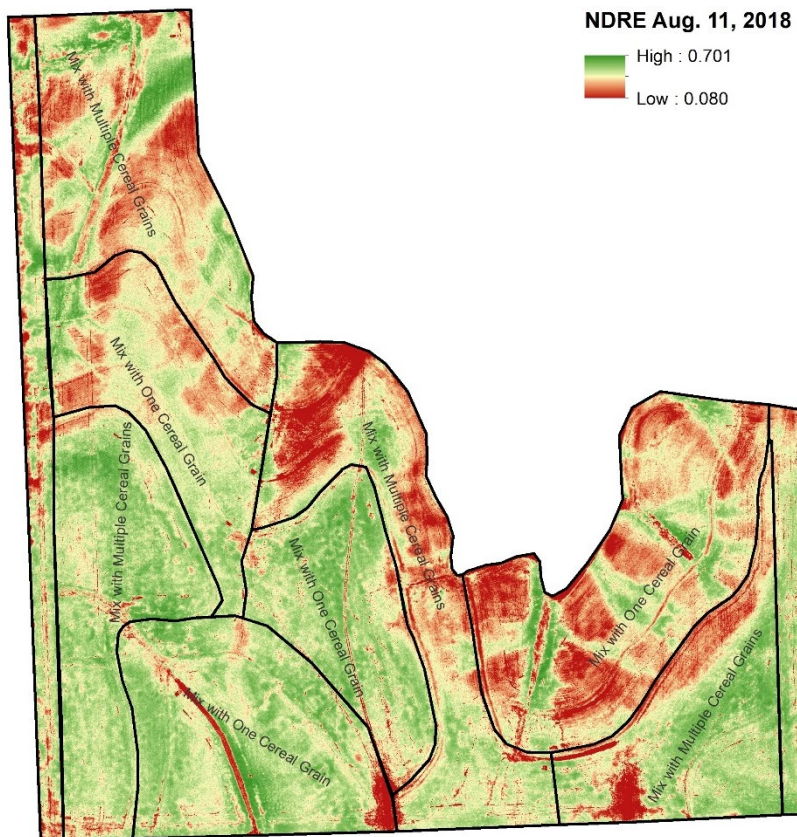 NDRE Aug. 11, 2018
High : 0.701
Low : 0.080
Mix with Multiple Cereal Grains
Mix with One Cereal Grain
Mix with Multiple Cereal Grains
Mix with Multiple Cereal Grains
Mix with One Cereal Grain
Mix with One Cereal Grain
Mix with One Cereal Grain
Mix with Multiple Cereal Grains